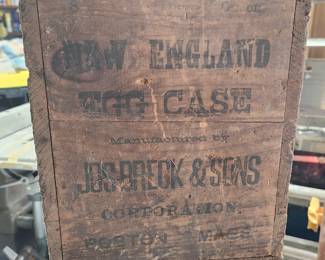 NEW ENGLAND
EGG CASE
Manufactured by
JOS. BRECK & SONS
CORPORATION.
BOSTON MASS